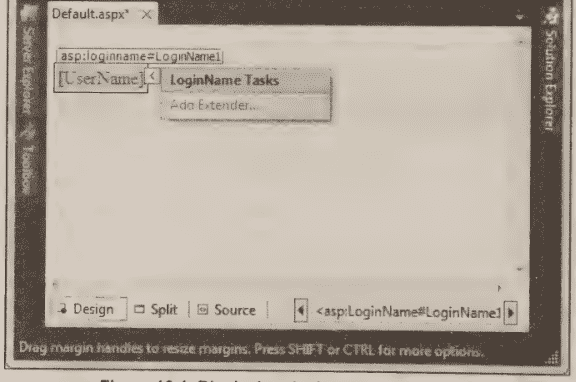 Default.aspx* ×
Server Explorer
Toolbox
Solution Explorer
asp:loginname#LoginName1
[UserName]
<
LoginName Tasks
Add Extender...
Design
Split
Source
<asp:LoginName#LoginName1
Drag margin handles to resize margins. Press SHIFT or CTRL for more options.